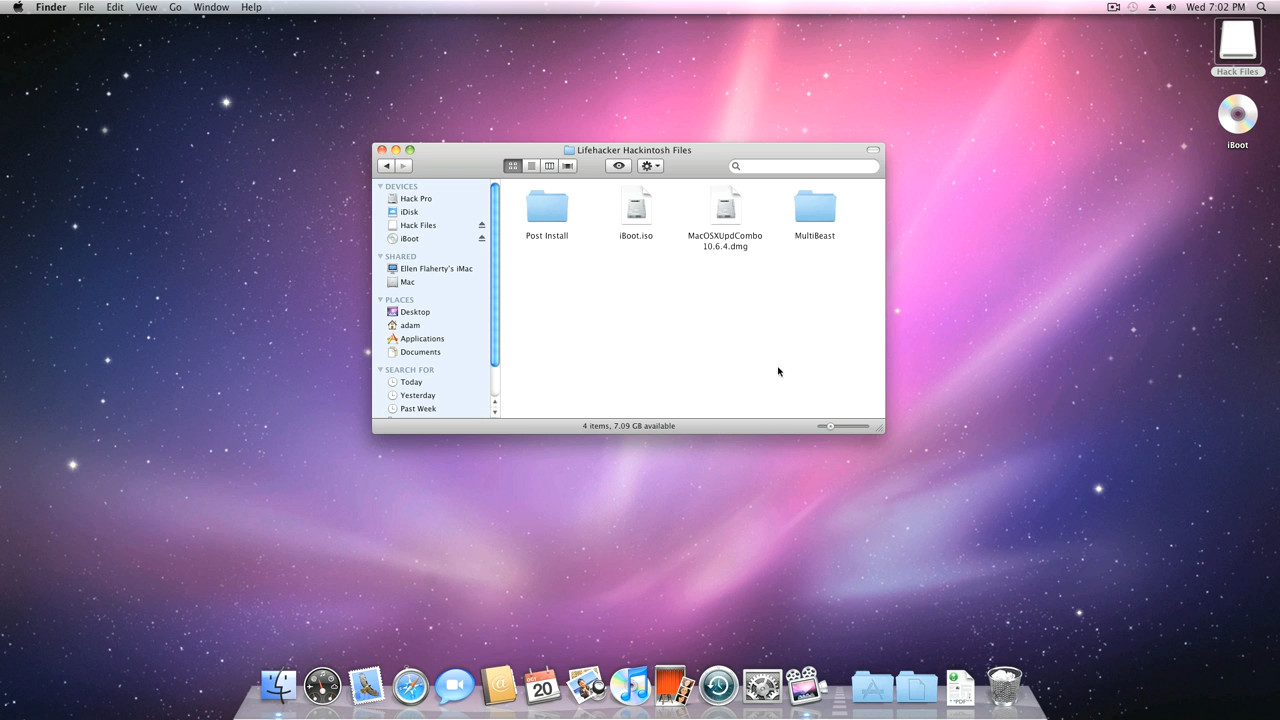 Finder File Edit View Go Window Help
Wed 7:02 PM
Hack Files
iBoot
Lifehacker Hackintosh Files
DEVICES
Hack Pro
iDisk
Hack Files
iBoot
SHARED
Ellen Flaherty's iMac
Mac
PLACES
Desktop
adam
Applications
Documents
SEARCH FOR
Today
Yesterday
Past Week
Post Install
iBoot.iso
MacOSXUpdCombo
10.6.4.dmg
MultiBeast
4 items, 7.09 GB available
OCT
20
PDF